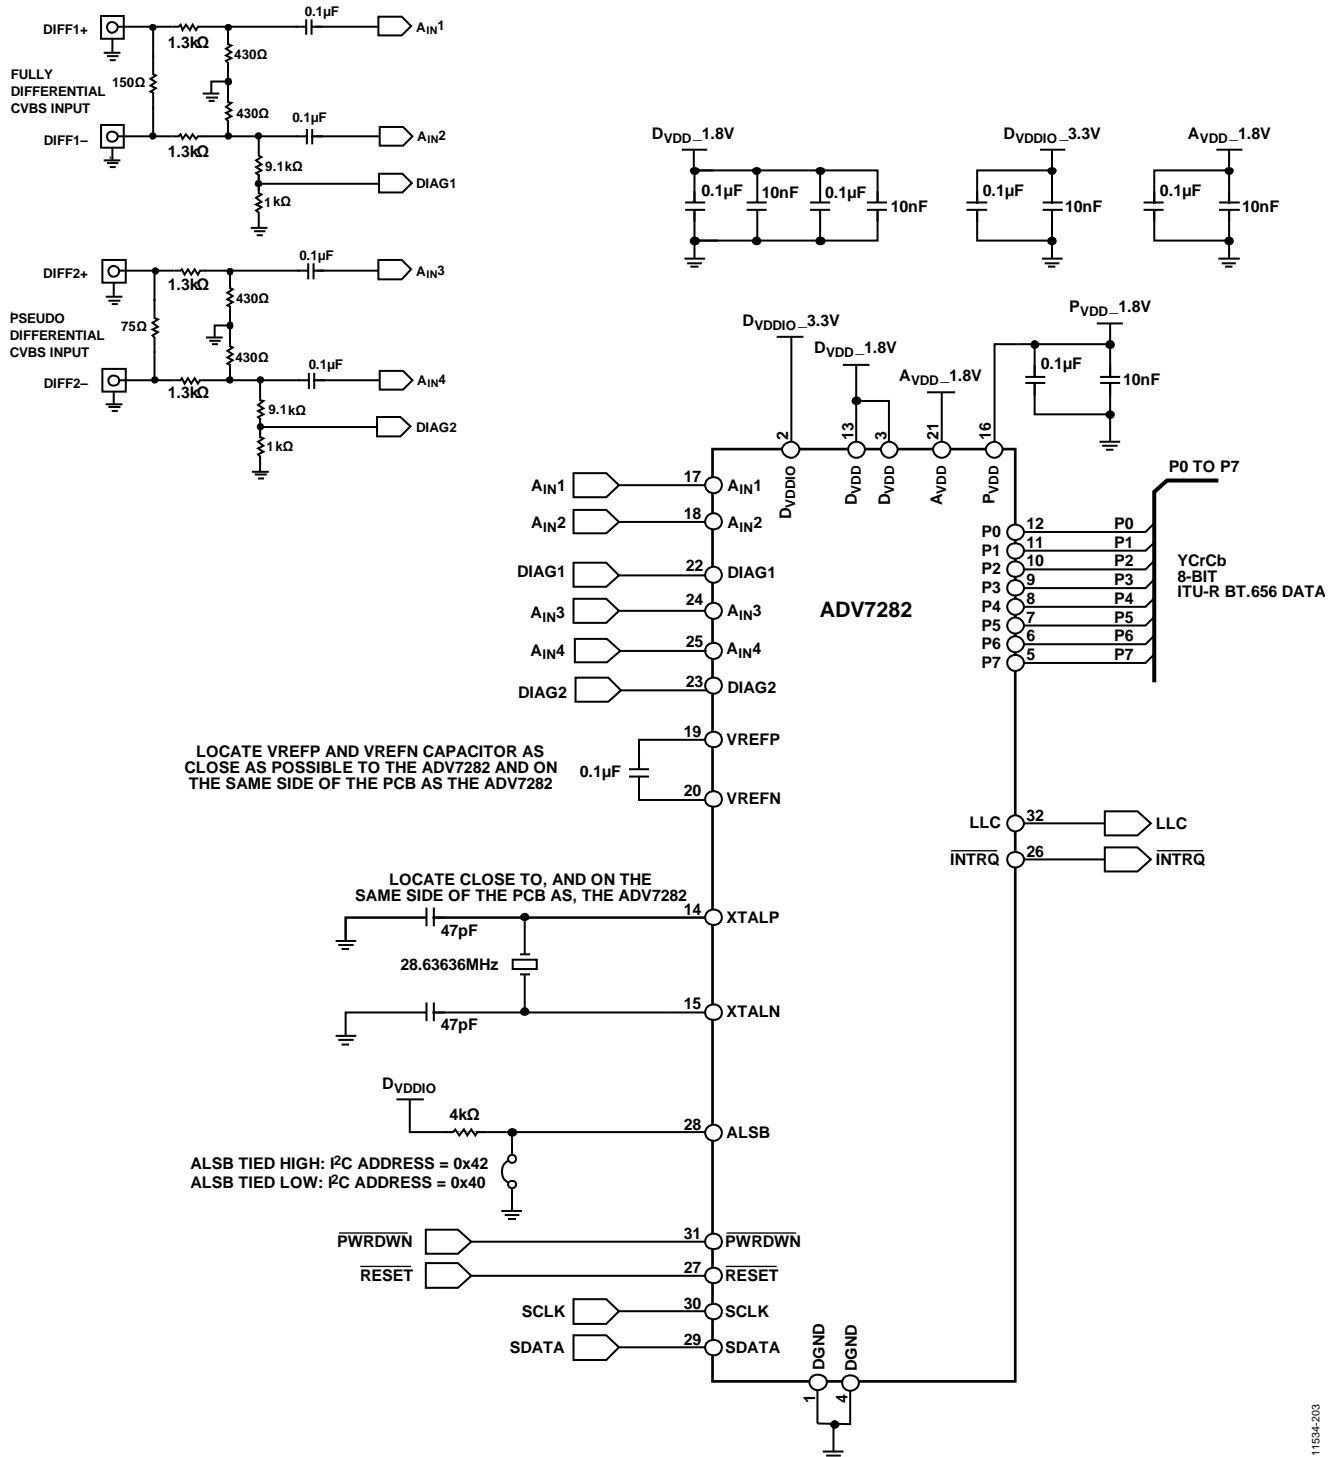 DIFF1+
1.3kΩ
0.1µF
AIN1
430Ω
FULLY
DIFFERENTIAL
CVBS INPUT
150Ω
430Ω
0.1µF
DIFF1–
1.3kΩ
AIN2
9.1kΩ
DIAG1
1kΩ
DIFF2+
1.3kΩ
0.1µF
AIN3
430Ω
PSEUDO
DIFFERENTIAL
CVBS INPUT
75Ω
430Ω
0.1µF
DIFF2–
1.3kΩ
AIN4
9.1kΩ
DIAG2
1kΩ
DVDD_1.8V
0.1µF
10nF
0.1µF
10nF
DVDDIO_3.3V
0.1µF
10nF
AVDD_1.8V
0.1µF
10nF
DVDDIO_3.3V
DVDD_1.8V
AVDD_1.8V
PVDD_1.8V
0.1µF
10nF
2
13
3
21
16
DVDDIO
DVDD
DVDD
AVDD
PVDD
AIN1 17 AIN1
AIN2 18 AIN2
DIAG1 22 DIAG1
AIN3 24 AIN3
AIN4 25 AIN4
DIAG2 23 DIAG2
ADV7282
P0 TO P7
P0 12 P0
P1 11 P1
P2 10 P2
P3 9 P3
P4 8 P4
P5 7 P5
P6 6 P6
P7 5 P7
YCrCb
8-BIT
ITU-R BT.656 DATA
LOCATE VREFP AND VREFN CAPACITOR AS
CLOSE AS POSSIBLE TO THE ADV7282 AND ON
THE SAME SIDE OF THE PCB AS THE ADV7282
0.1µF
19 VREFP
20 VREFN
LLC 32 LLC
INTRQ 26 INTRQ
LOCATE CLOSE TO, AND ON THE
SAME SIDE OF THE PCB AS, THE ADV7282
47pF
14 XTALP
28.63636MHz
47pF
15 XTALN
DVDDIO
4kΩ
28 ALSB
ALSB TIED HIGH: I2C ADDRESS = 0x42
ALSB TIED LOW: I2C ADDRESS = 0x40
PWRDWN 31 PWRDWN
RESET 27 RESET
SCLK 30 SCLK
SDATA 29 SDATA
DGND
DGND
1
4
11534-203